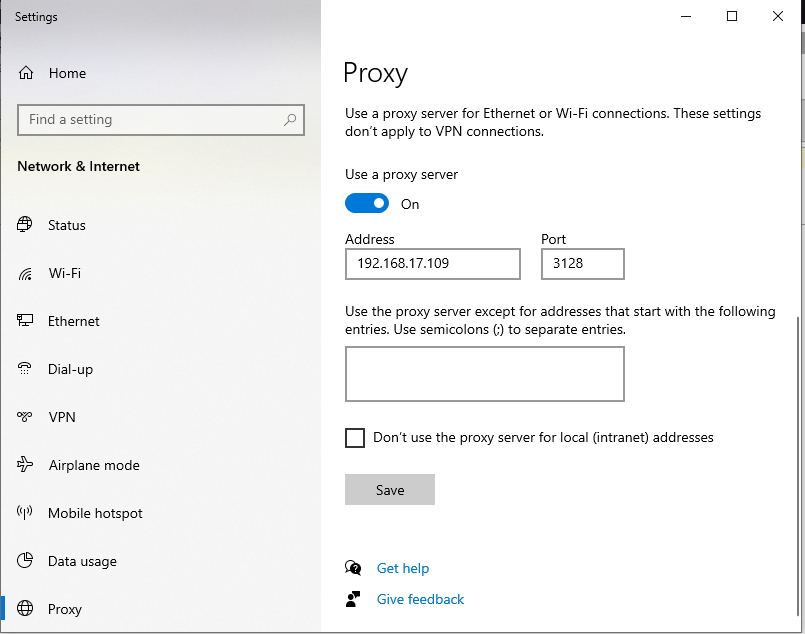 Settings
Home
Find a setting
Network & Internet
Status
Wi-Fi
Ethernet
Dial-up
VPN
Airplane mode
Mobile hotspot
Data usage
Proxy
Proxy
Use a proxy server for Ethernet or Wi-Fi connections. These settings
don't apply to VPN connections.
Use a proxy server
On
Address
Port
192.168.17.109
3128
Use the proxy server except for addresses that start with the following
entries. Use semicolons (;) to separate entries.
Don't use the proxy server for local (intranet) addresses
Save
Get help
Give feedback